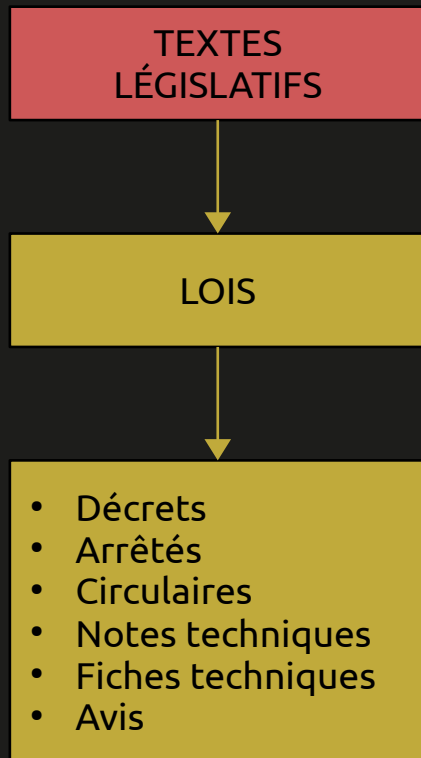 TEXTES
LÉGISLATIFS
LOIS
• Décrets
• Arrêtés
• Circulaires
• Notes techniques
• Fiches techniques
• Avis